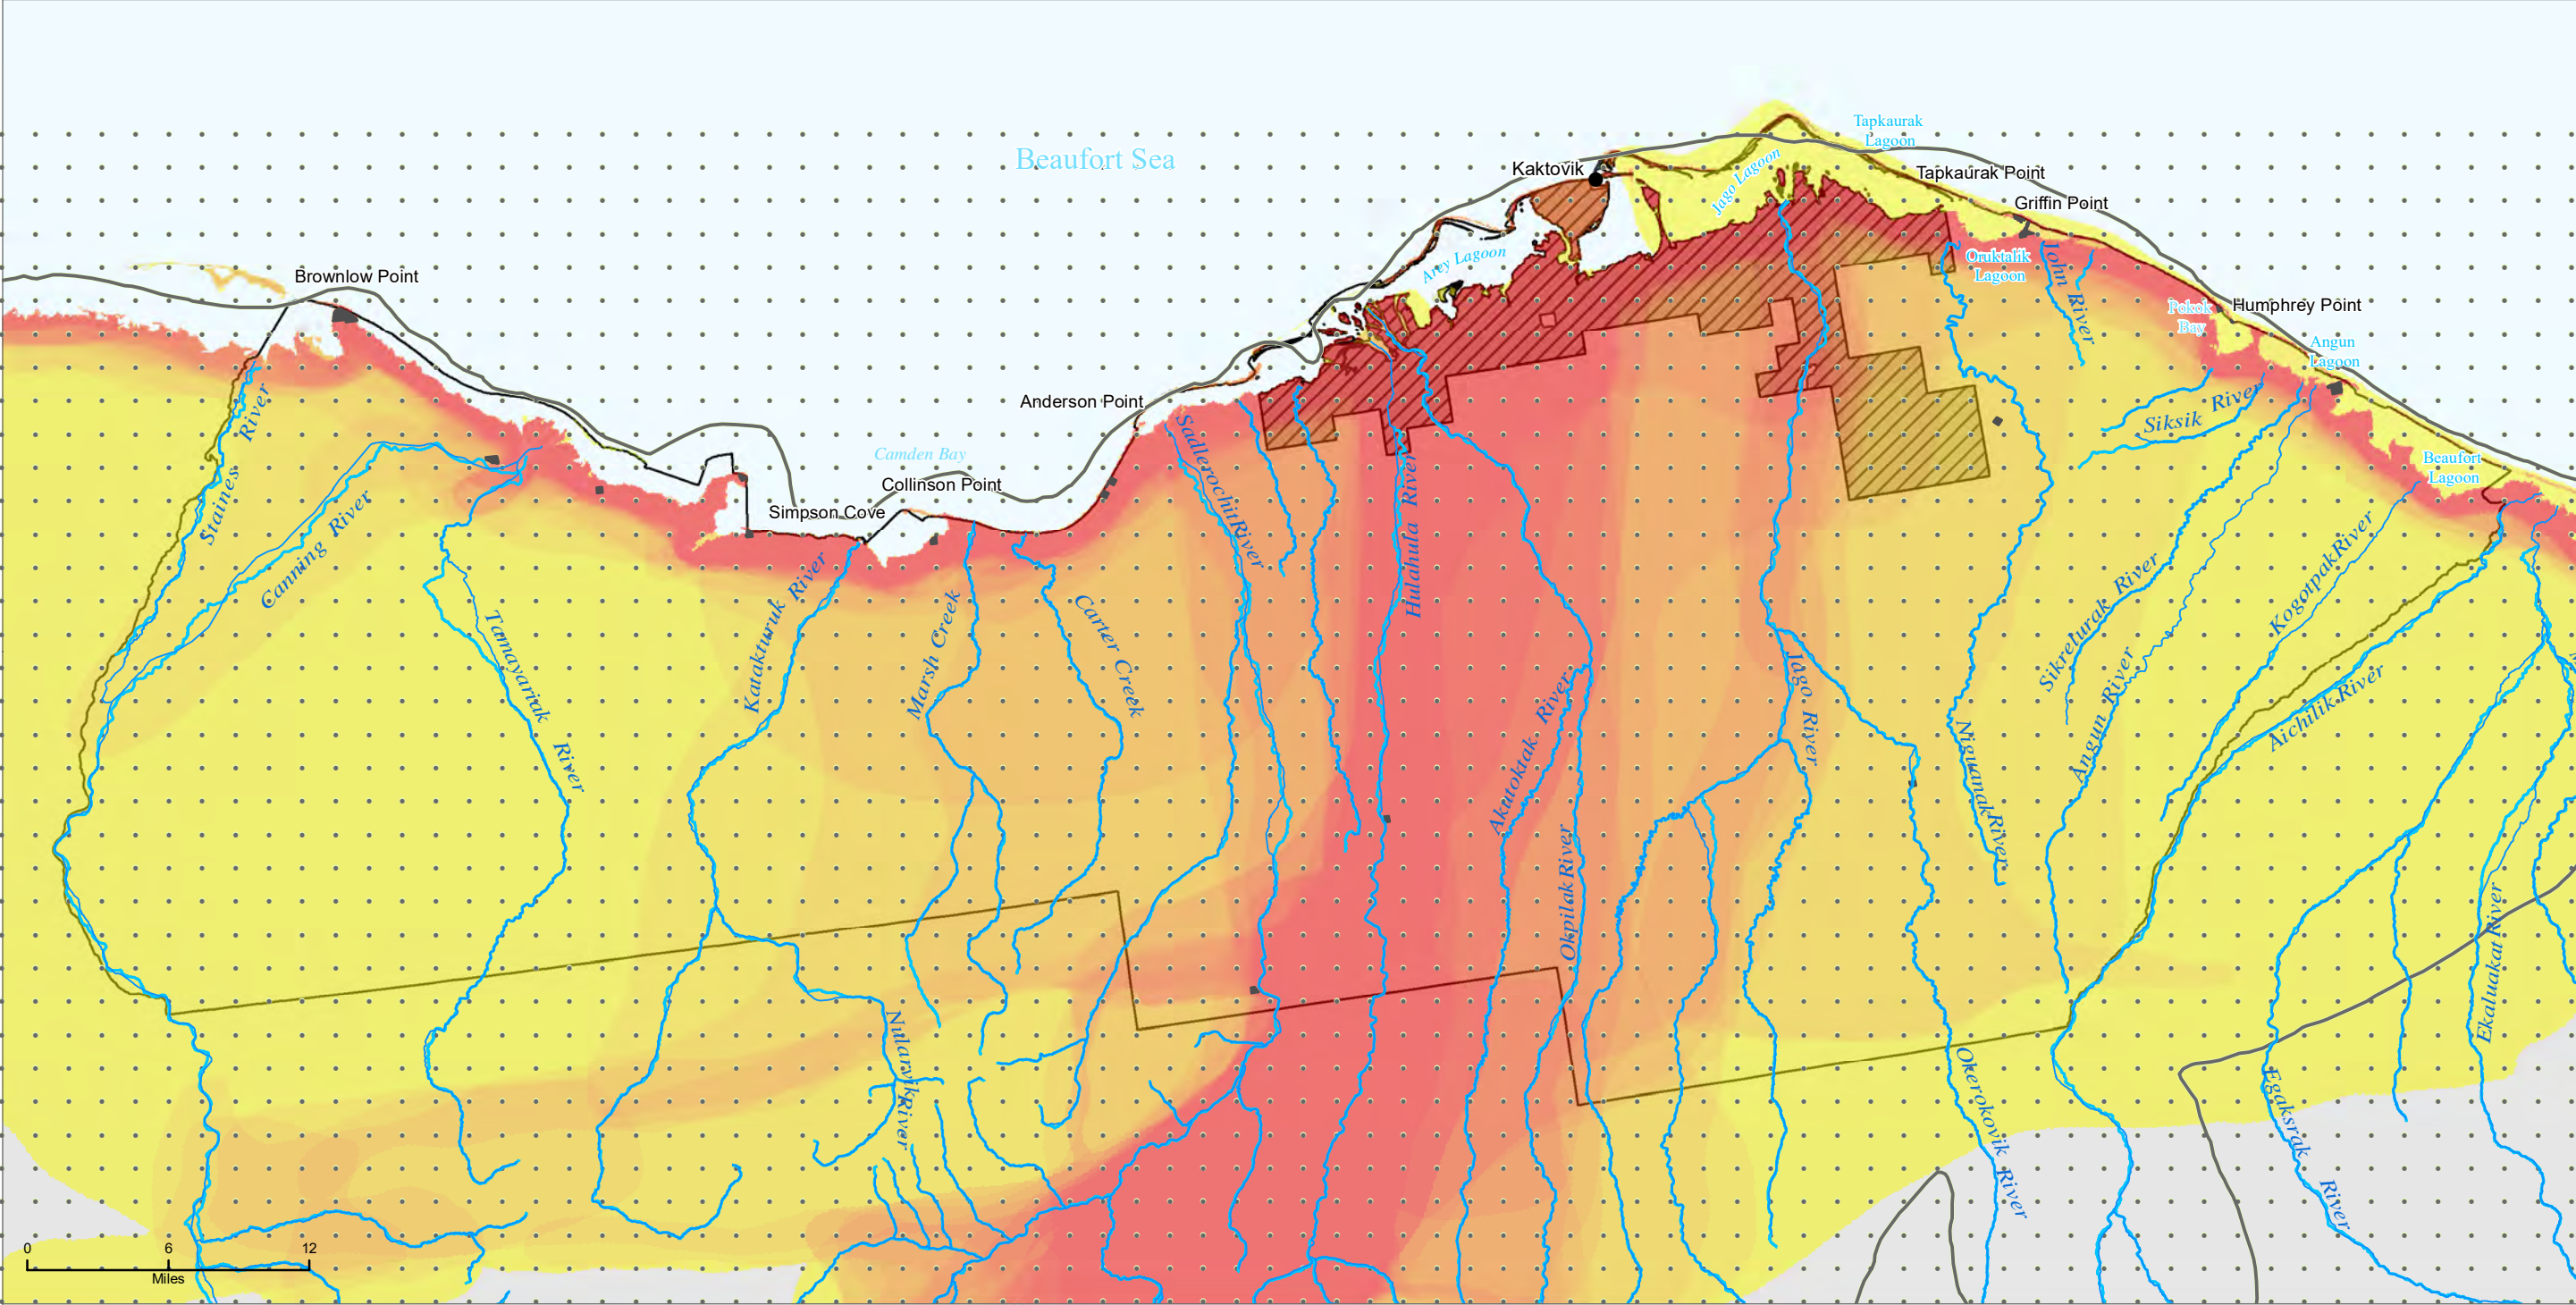 Beaufort Sea
Tapkaurak
Lagoon
Kaktovik
Jago Lagoon
Tapkaurak Point
Griffin Point
Arey Lagoon
Oruktalik
Lagoon
John River
Brownlow Point
Pokok
Bay
Humphrey Point
Angun
Lagoon
Anderson Point
Staines River
Canning River
Camden Bay
Collinson Point
Simpson Cove
Sadlerochit River
Hulahula River
Siksik River
Beaufort
Lagoon
Tamayariak River
Katakturuk River
Marsh Creek
Carter Creek
Akutoktak River
Okpilak River
Jago River
Niguanak River
Sikrelurak River
Angun River
Kogotpak River
Aichilik River
Nularvik River
Okerokovik River
Egaksrak River
Ekaluakat River
0 6 12
Miles